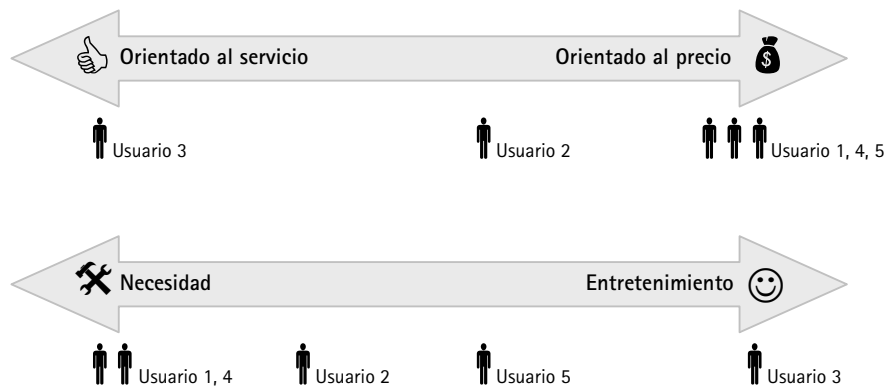 Orientado al servicio Orientado al precio $
Usuario 3 Usuario 2 Usuario 1, 4, 5
Necesidad Entretenimiento
Usuario 1, 4 Usuario 2 Usuario 5 Usuario 3